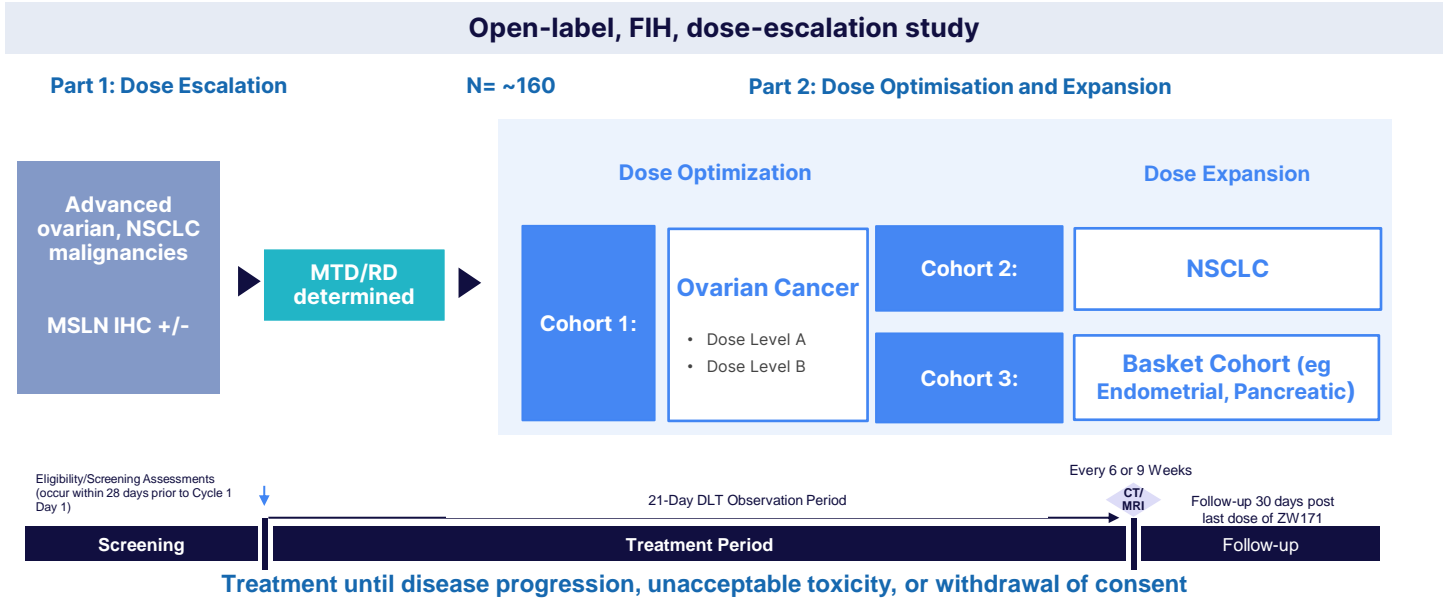 Open-label, FIH, dose-escalation study
Part 1: Dose Escalation
N= ~160
Part 2: Dose Optimisation and Expansion
Advanced
ovarian, NSCLC
malignancies
MSLN IHC +/-
MTD/RD
determined
Dose Optimization
Dose Expansion
Cohort 1:
Ovarian Cancer
• Dose Level A
• Dose Level B
Cohort 2:
NSCLC
Cohort 3:
Basket Cohort (eg
Endometrial, Pancreatic)
Eligibility/Screening Assessments
(occur within 28 days prior to Cycle 1
Day 1)
21-Day DLT Observation Period
Every 6 or 9 Weeks
CT/
MRI
Follow-up 30 days post
last dose of ZW171
Screening
Treatment Period
Follow-up
Treatment until disease progression, unacceptable toxicity, or withdrawal of consent